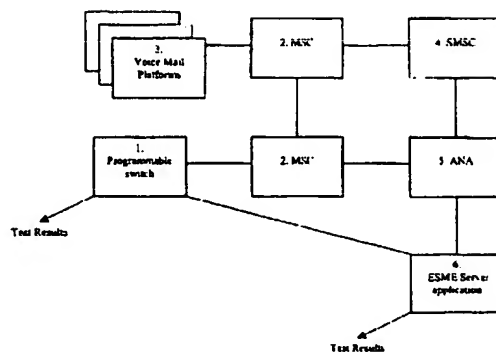 3.
Voice Mail
Platforms
2. MSC
4. SMSC
1.
Programmable
switch
2. MSC
5. ANA
Test Results
6.
ESME Server
application
Test Results